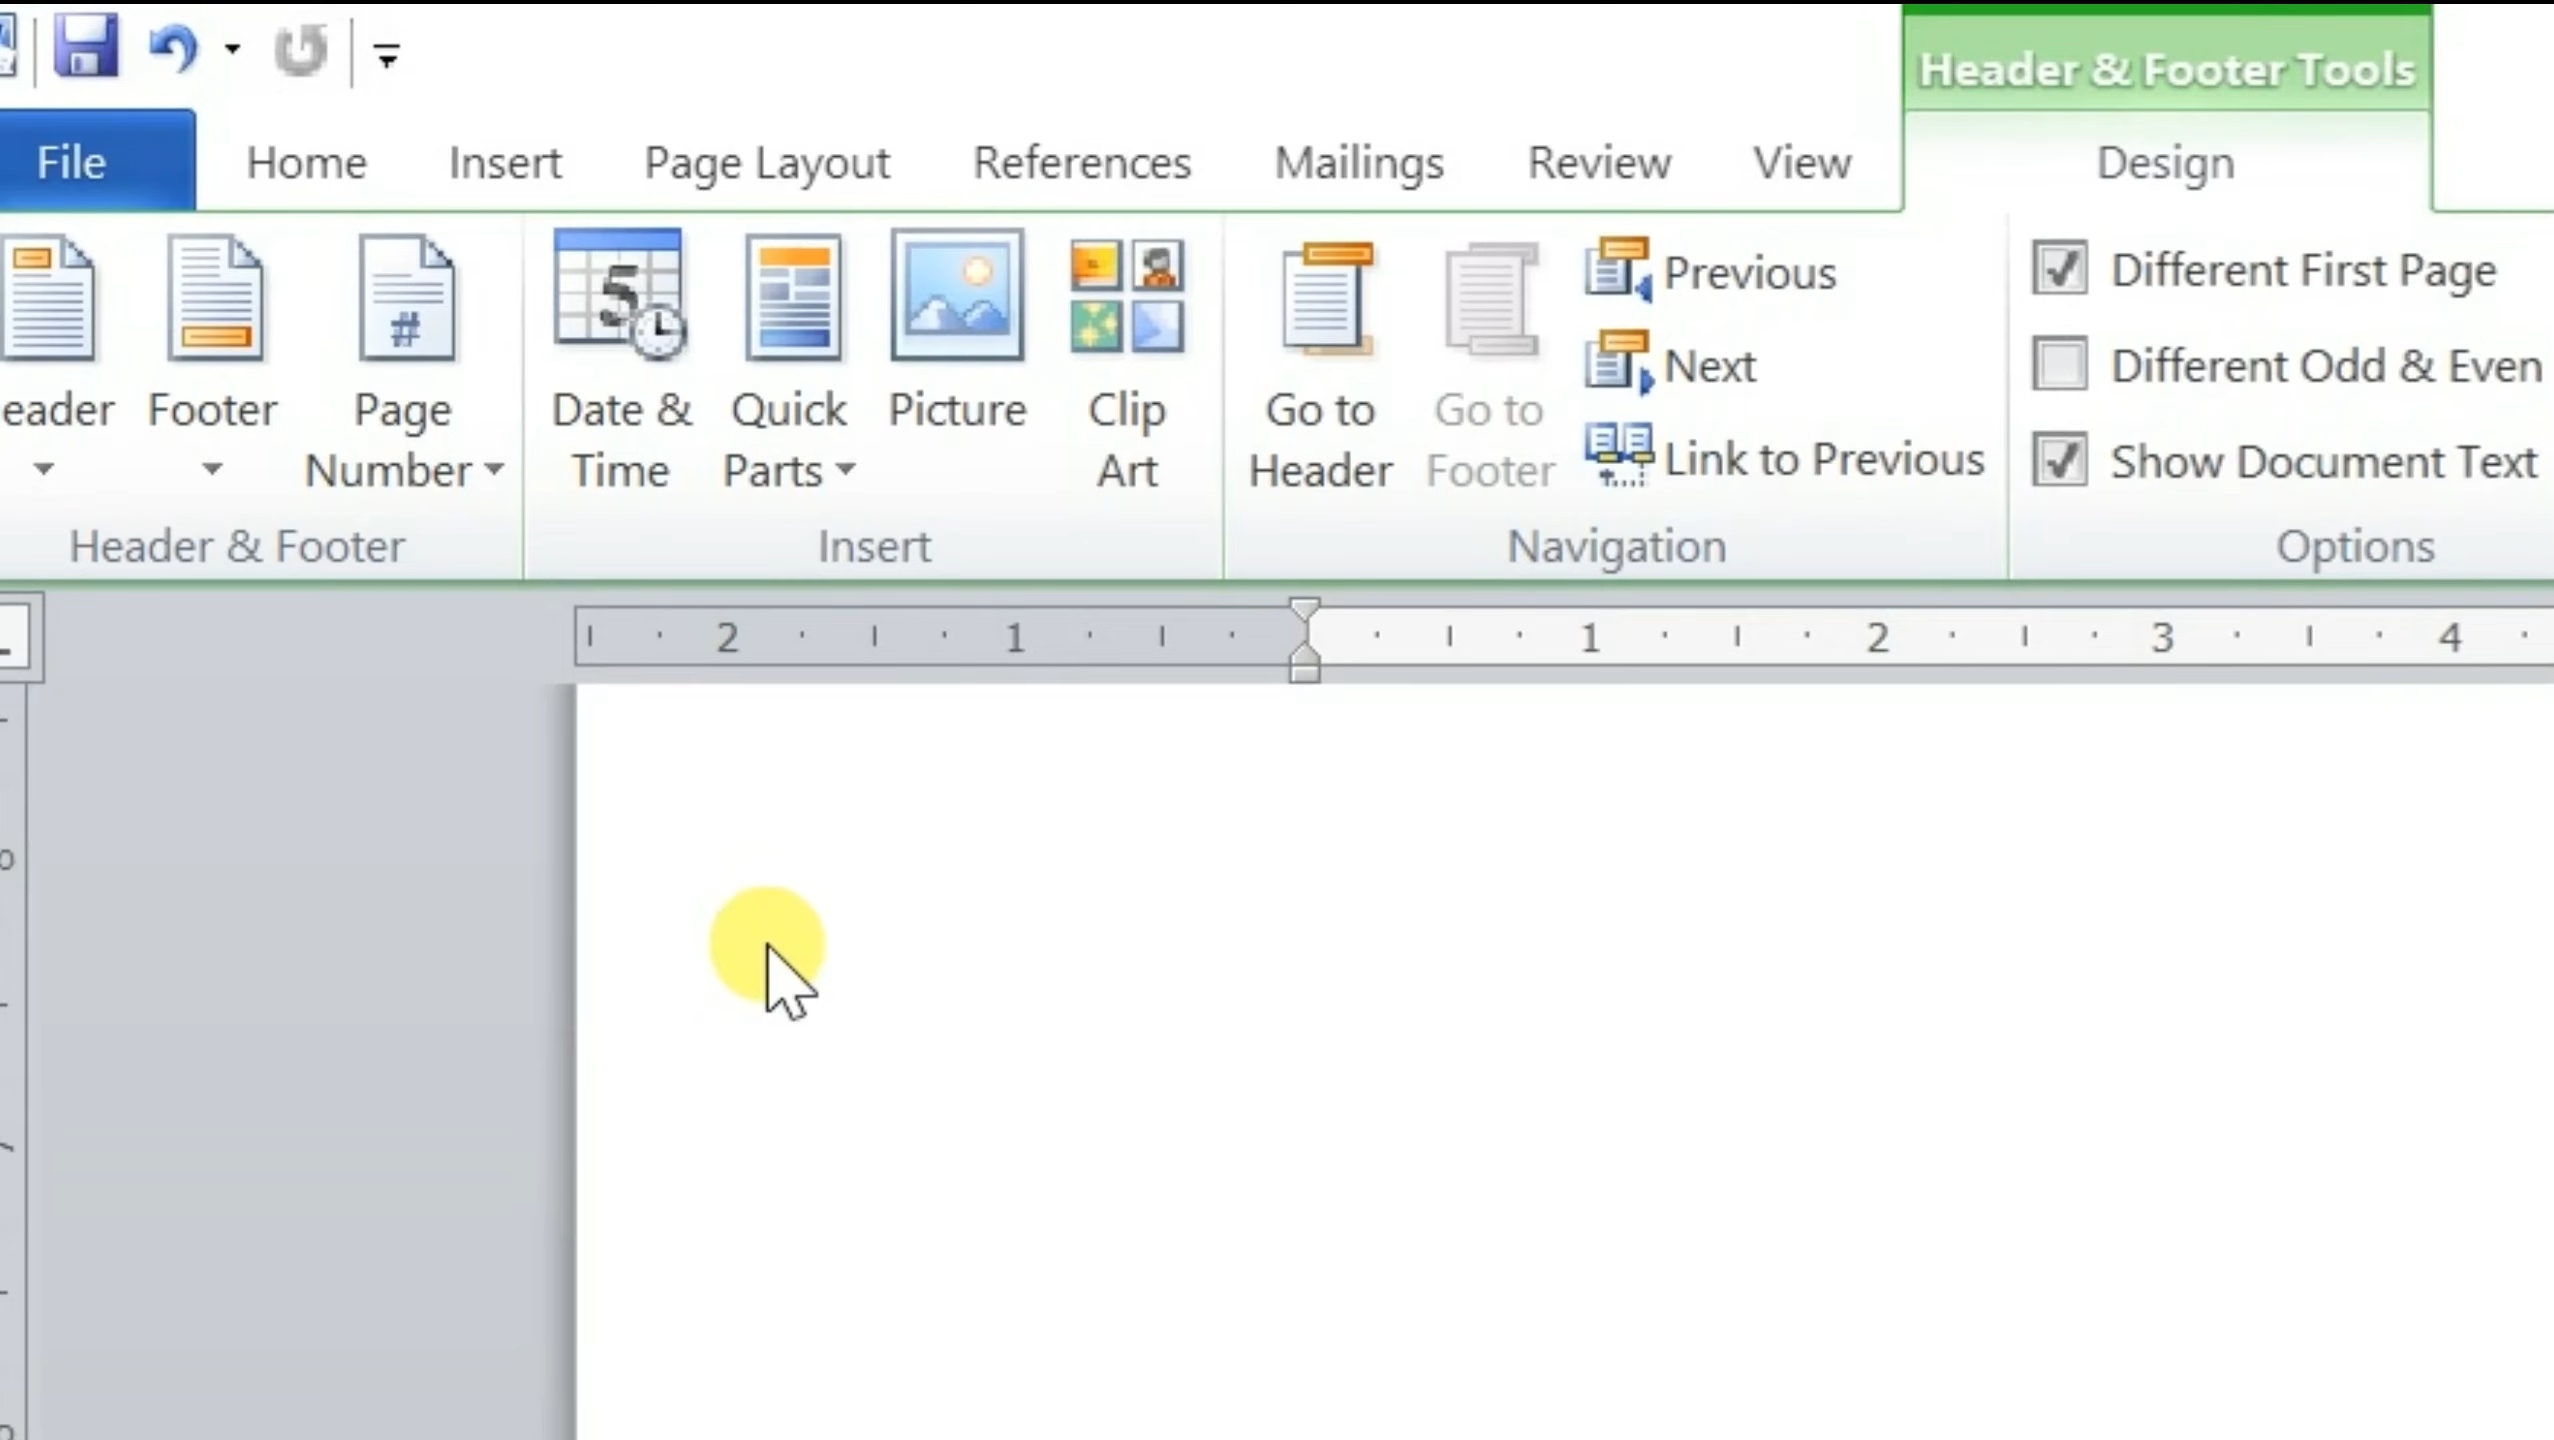 Header & Footer Tools
File Home Insert Page Layout References Mailings Review View Design
eader Footer Page Number
Date & Time Quick Parts Picture Clip Art
Go to Header Go to Footer
Previous
Next
Link to Previous
Different First Page
Different Odd & Even
Show Document Text
Header & Footer Insert Navigation Options
2 1 1 2 3 4